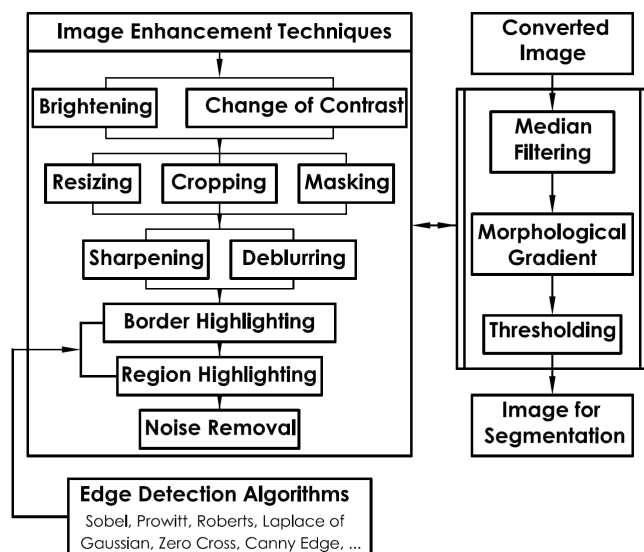 Image Enhancement Techniques
Brightening
Change of Contrast
Resizing
Cropping
Masking
Sharpening
Deblurring
Border Highlighting
Region Highlighting
Noise Removal
Edge Detection Algorithms
Sobel, Prowitt, Roberts, Laplace of
Gaussian, Zero Cross, Canny Edge, ...
Converted
Image
Median
Filtering
Morphological
Gradient
Thresholding
Image for
Segmentation